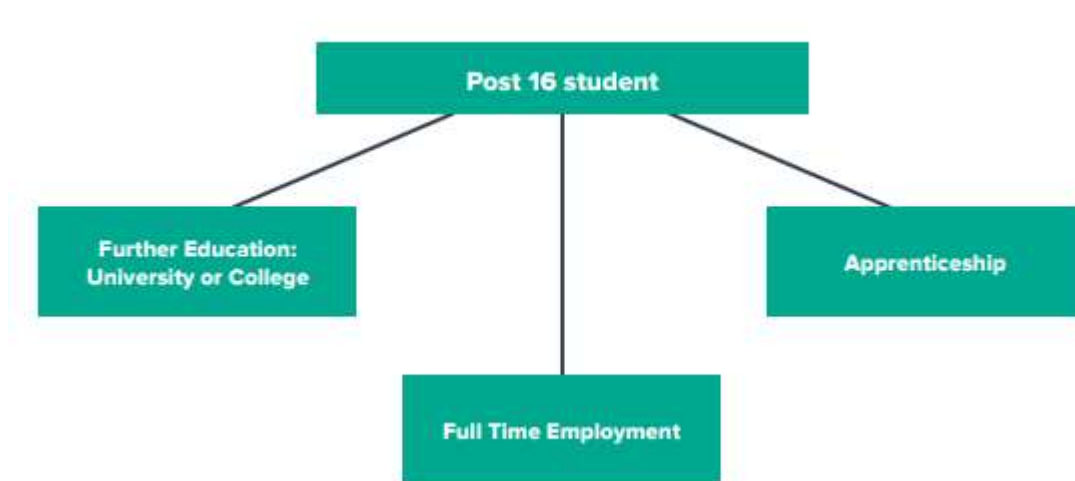 Post 16 student
Further Education:
University or College
Apprenticeship
Full Time Employment